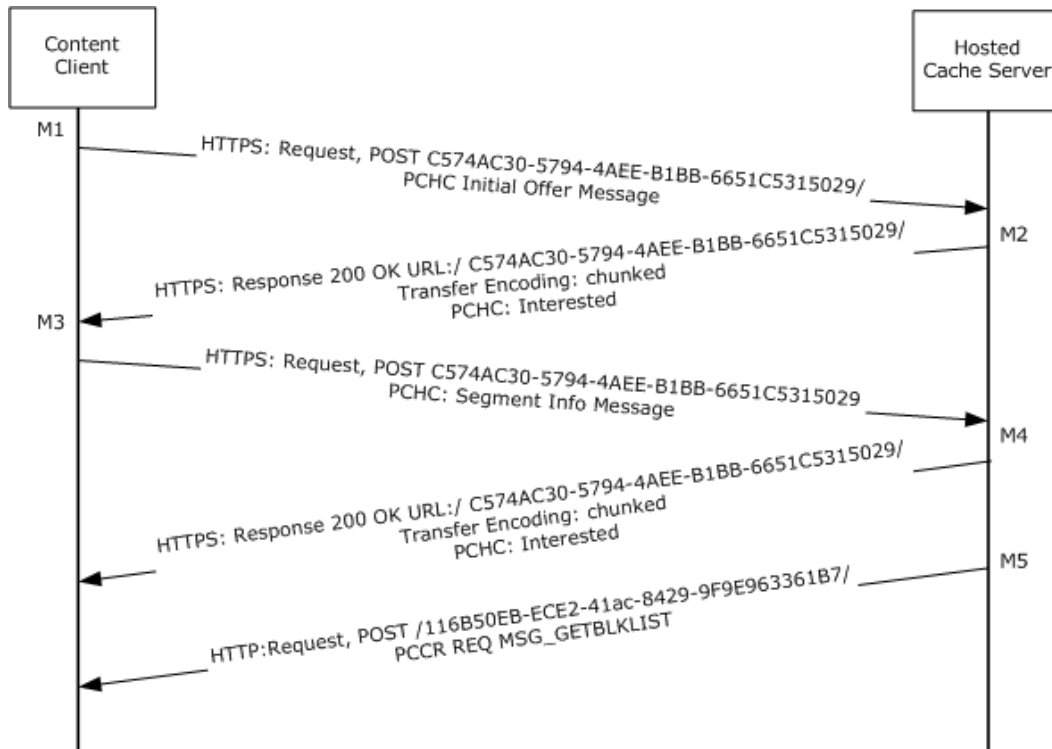 Content
Client
Hosted
Cache Server
M1
HTTPS: Request, POST C574AC30-5794-4AEE-B1BB-6651C5315029/
PCHC Initial Offer Message
M2
HTTPS: Response 200 OK URL:/ C574AC30-5794-4AEE-B1BB-6651C5315029/
Transfer Encoding: chunked
PCHC: Interested
M3
HTTPS: Request, POST C574AC30-5794-4AEE-B1BB-6651C5315029
PCHC: Segment Info Message
M4
HTTPS: Response 200 OK URL:/ C574AC30-5794-4AEE-B1BB-6651C5315029/
Transfer Encoding: chunked
PCHC: Interested
M5
HTTP:Request, POST /116B50EB-ECE2-41ac-8429-9F9E963361B7/
PCCR REQ MSG_GETBLKLIST